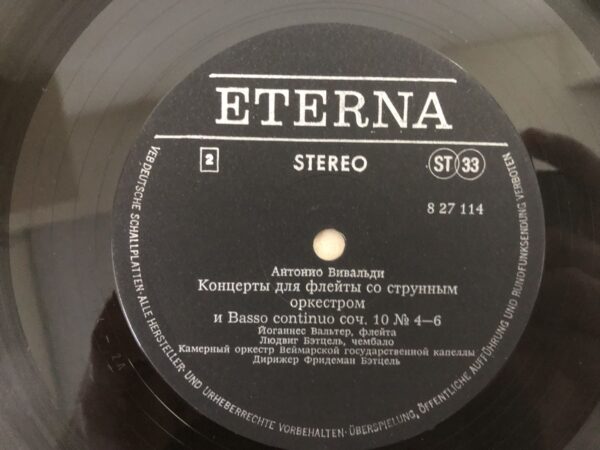 ETERNA
2 STEREO ST 33
8 27 114
Антонио Вивальди
Концерты для флейты со струнным
оркестром
и Basso continuo соч. 10 № 4—6
Йоганнес Вальтер, флейта
Людвиг Бэтцель, чембало
Камерный оркестр Веймарской государственной капеллы
Дирижер Фридеман Бэтцель
VEB DEUTSCHE SCHALLPLATTEN · ALLE HERSTELLER- UND URHEBERRECHTE VORBEHALTEN · ÜBERSPIELUNG, ÖFFENTLICHE AUFFÜHRUNG UND RUNDFUNKSENDUNG VERBOTEN